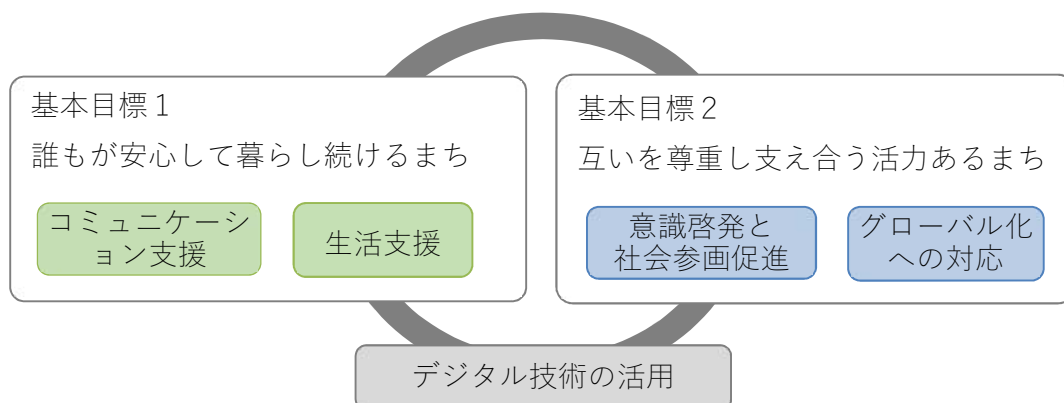 基本目標１
誰もが安心して暮らし続けるまち
コミュニケーシ
ョン支援
生活支援
基本目標２
互いを尊重し支え合う活力あるまち
意識啓発と
社会参画促進
グローバル化
への対応
デジタル技術の活用